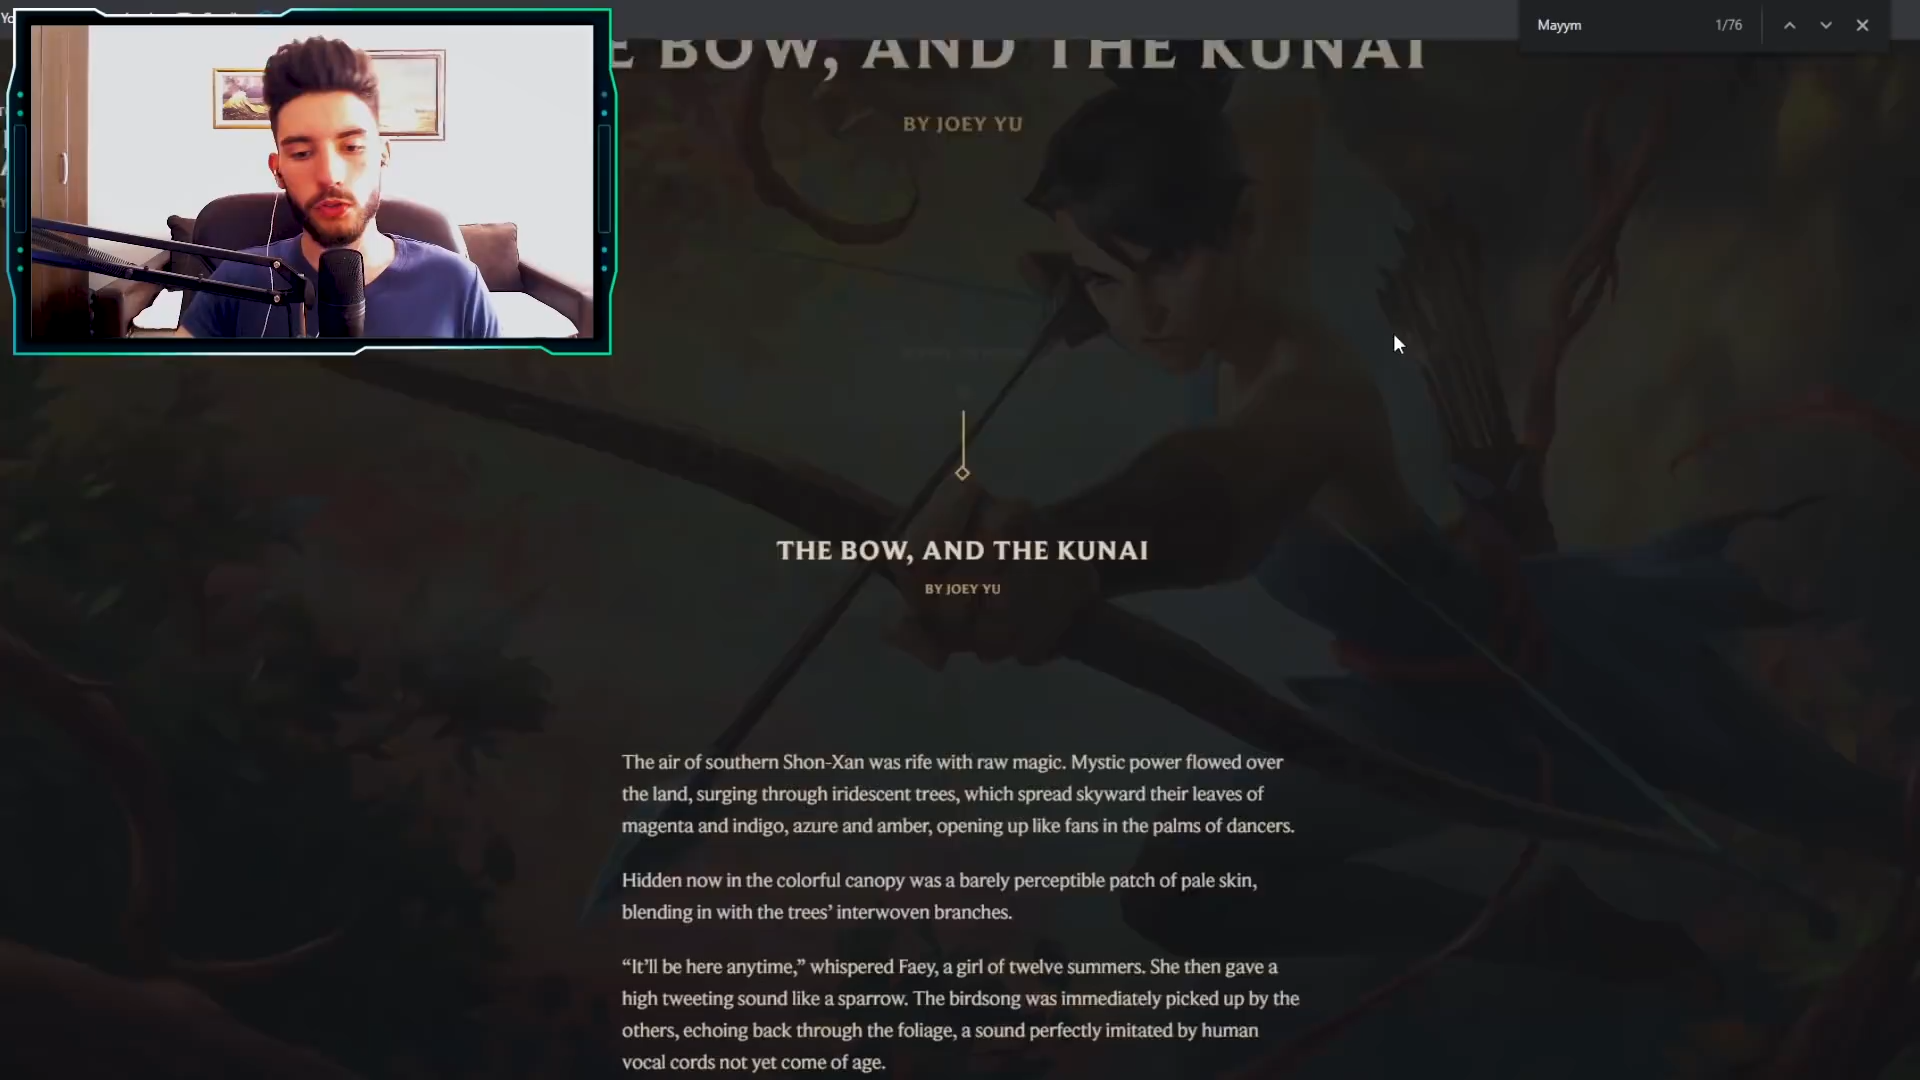 Mayym
1/76
E BOW, AND THE KUNAI
BY JOEY YU
THE BOW, AND THE KUNAI
BY JOEY YU
The air of southern Shon-Xan was rife with raw magic. Mystic power flowed over
the land, surging through iridescent trees, which spread skyward their leaves of
magenta and indigo, azure and amber, opening up like fans in the palms of dancers.
Hidden now in the colorful canopy was a barely perceptible patch of pale skin,
blending in with the trees’ interwoven branches.
“It’ll be here anytime,” whispered Faey, a girl of twelve summers. She then gave a
high tweeting sound like a sparrow. The birdsong was immediately picked up by the
others, echoing back through the foliage, a sound perfectly imitated by human
vocal cords not yet come of age.